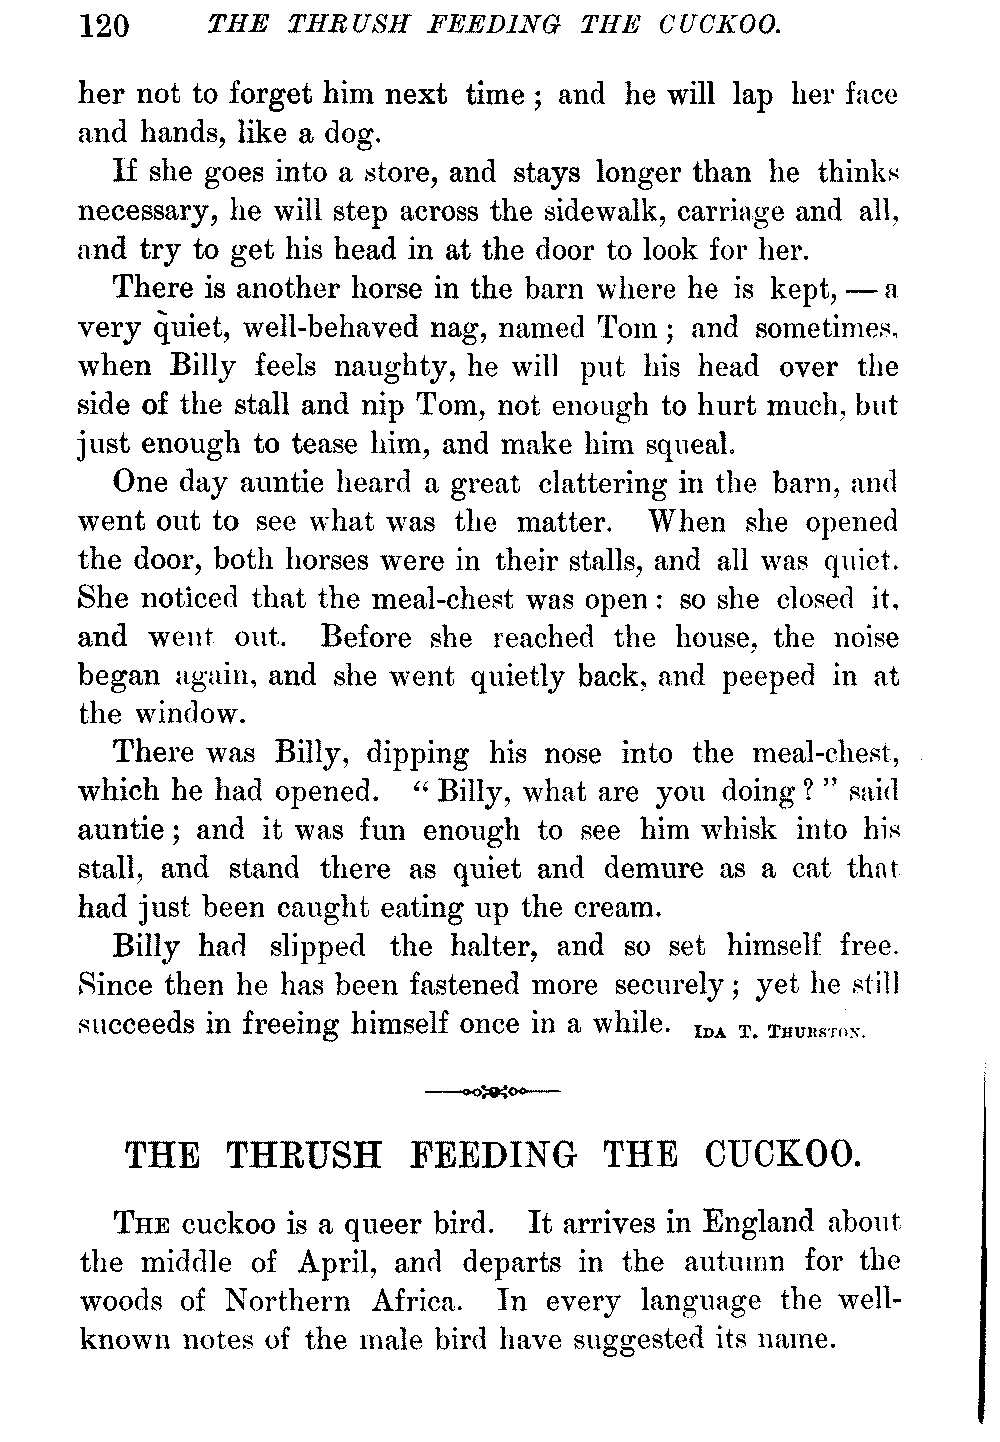 120 THE THRUSH FEEDING THE CUCKOO.
her not to forget him next time ; and he will lap her face
and hands, like a dog.
If she goes into a store, and stays longer than he thinks
necessary, he will step across the sidewalk, carriage and all,
and try to get his head in at the door to look for her.
There is another horse in the barn where he is kept, — a
very quiet, well-behaved nag, named Tom ; and sometimes,
when Billy feels naughty, he will put his head over the
side of the stall and nip Tom, not enough to hurt much, but
just enough to tease him, and make him squeal.
One day auntie heard a great clattering in the barn, and
went out to see what was the matter. When she opened
the door, both horses were in their stalls, and all was quiet.
She noticed that the meal-chest was open : so she closed it,
and went out. Before she reached the house, the noise
began again, and she went quietly back, and peeped in at
the window.
There was Billy, dipping his nose into the meal-chest,
which he had opened. “ Billy, what are you doing ? ” said
auntie ; and it was fun enough to see him whisk into his
stall, and stand there as quiet and demure as a cat that
had just been caught eating up the cream.
Billy had slipped the halter, and so set himself free.
Since then he has been fastened more securely ; yet he still
succeeds in freeing himself once in a while. IDA T. THURSTON.
THE THRUSH FEEDING THE CUCKOO.
THE cuckoo is a queer bird. It arrives in England about
the middle of April, and departs in the autumn for the
woods of Northern Africa. In every language the well-
known notes of the male bird have suggested its name.